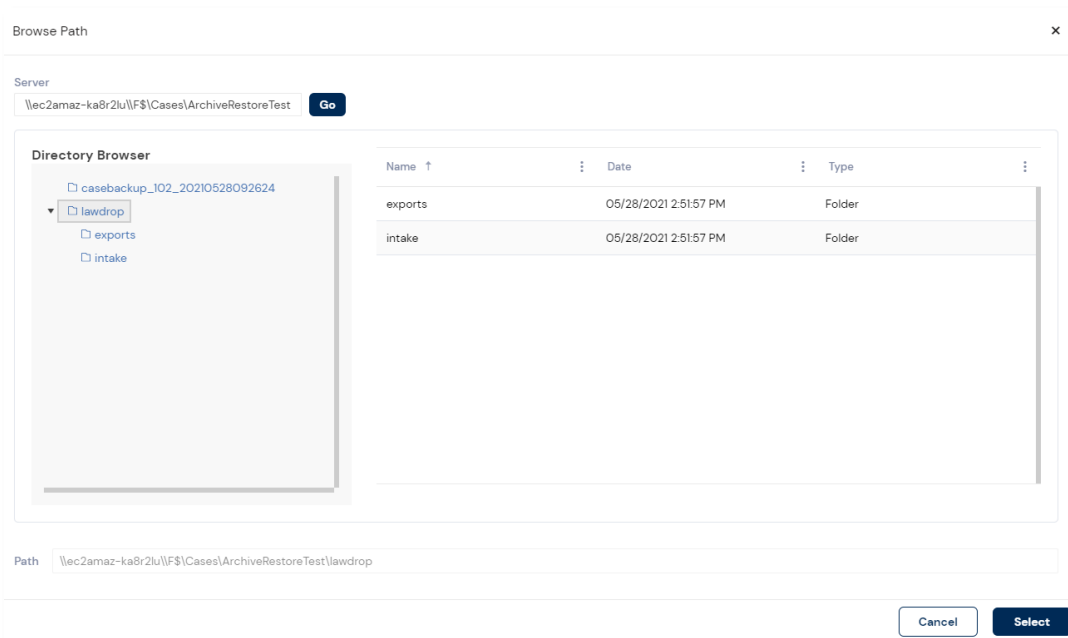 Browse Path ×
Server
\\ec2amaz-ka8r2lu\\F$\Cases\ArchiveRestoreTest Go
Directory Browser
casebackup_102_20210528092624
lawdrop
exports
intake
Name ↑ Date Type
exports 05/28/2021 2:51:57 PM Folder
intake 05/28/2021 2:51:57 PM Folder
Path \\ec2amaz-ka8r2lu\\F$\Cases\ArchiveRestoreTest\lawdrop
Cancel Select